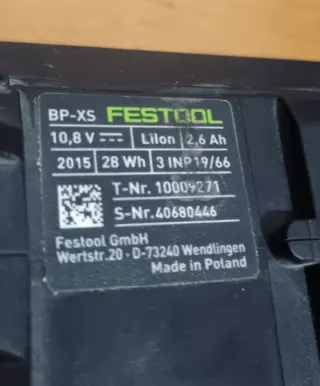 BP-XS FESTOOL
10,8 V ⎓ LiIon 2,6 Ah
2015 28 Wh 3 INP19/66
T-Nr. 10009271
S-Nr.40680446
Festool GmbH
Wertstr.20 · D-73240 Wendlingen
Made in Poland